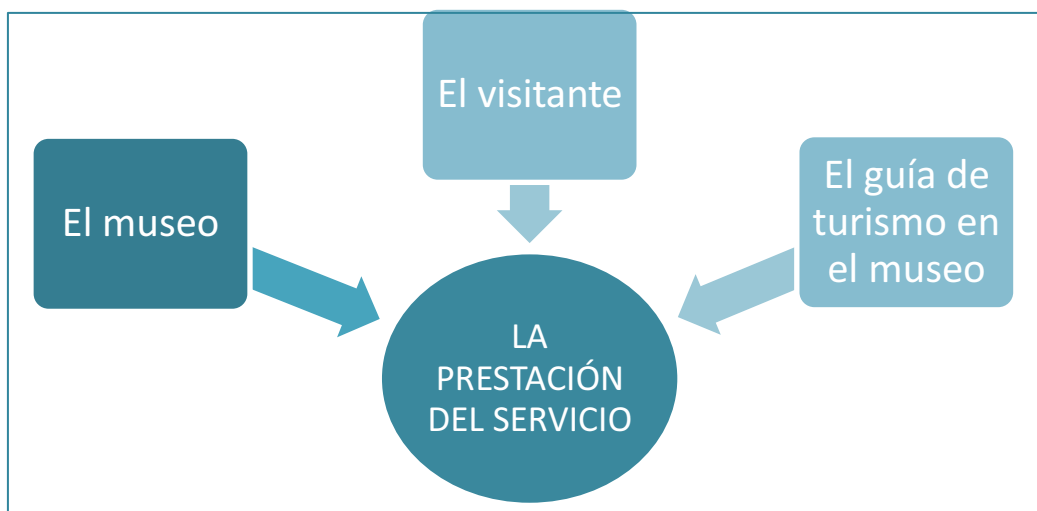 El visitante
El museo
El guía de
turismo en
el museo
LA
PRESTACIÓN
DEL SERVICIO